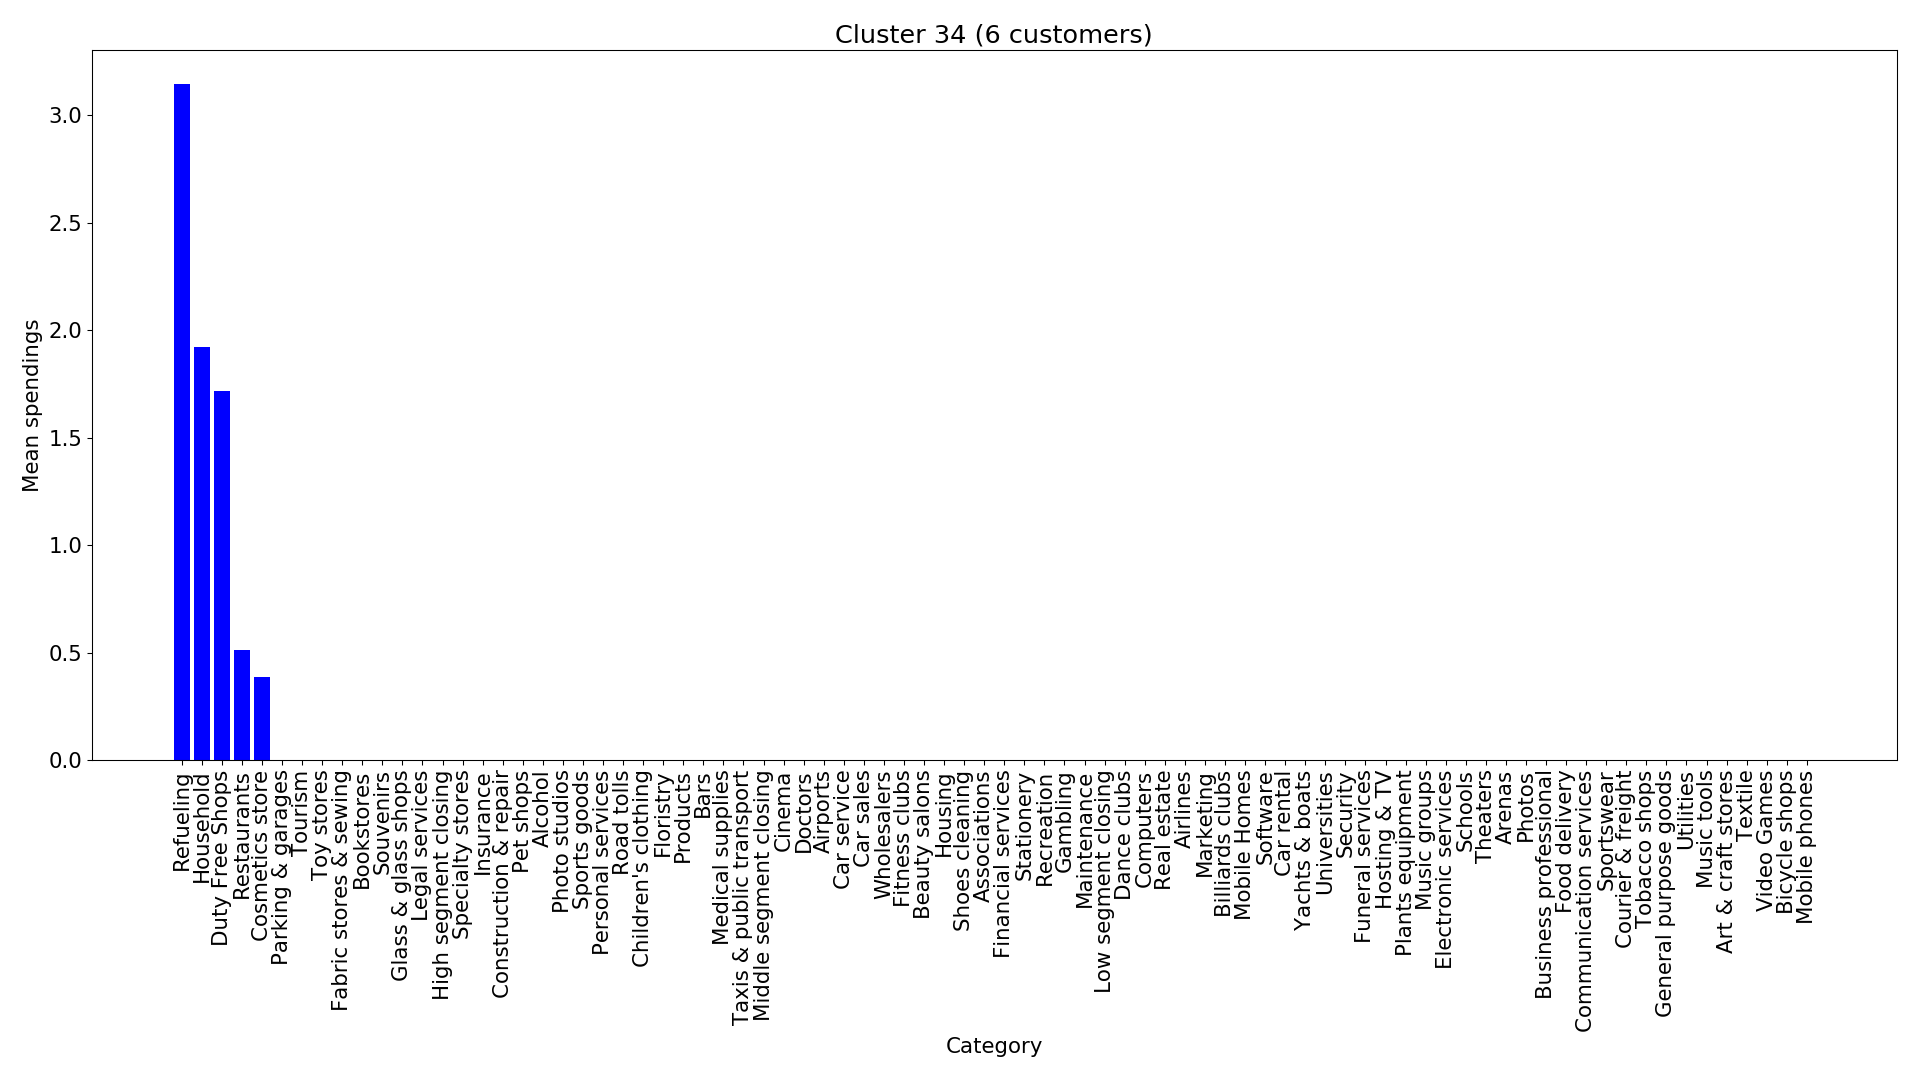 Cluster 34 (6 customers)
Mean spendings
3.0
2.5
2.0
1.5
1.0
0.5
0.0
Refueling
Household
Duty Free Shops
Restaurants
Cosmetics store
Parking & garages
Tourism
Toy stores
Fabric stores & sewing
Bookstores
Souvenirs
Glass & glass shops
Legal services
High segment closing
Specialty stores
Insurance
Construction & repair
Pet shops
Alcohol
Photo studios
Sports goods
Personal services
Road tolls
Children's clothing
Floristry
Products
Bars
Medical supplies
Taxis & public transport
Middle segment closing
Cinema
Doctors
Airports
Car service
Car sales
Wholesalers
Fitness clubs
Beauty salons
Housing
Shoes cleaning
Associations
Financial services
Stationery
Recreation
Gambling
Maintenance
Low segment closing
Dance clubs
Computers
Real estate
Airlines
Marketing
Billiards clubs
Mobile Homes
Software
Car rental
Yachts & boats
Universities
Security
Funeral services
Hosting & TV
Plants equipment
Music groups
Electronic services
Schools
Theaters
Arenas
Photos
Business professional
Food delivery
Communication services
Sportswear
Courier & freight
Tobacco shops
General purpose goods
Utilities
Music tools
Art & craft stores
Textile
Video Games
Bicycle shops
Mobile phones
Category